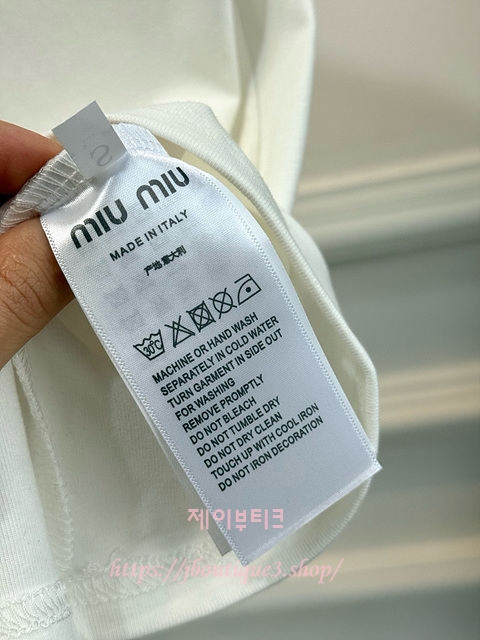 S
MIU MIU
MADE IN ITALY
产地:意大利
30℃
MACHINE OR HAND WASH
SEPARATELY IN COLD WATER
TURN GARMENT IN SIDE OUT
FOR WASHING
REMOVE PROMPTLY
DO NOT BLEACH
DO NOT TUMBLE DRY
DO NOT DRY CLEAN
TOUCH UP WITH COOL IRON
DO NOT IRON DECORATION
제이부티크
https://jboutique3.shop/